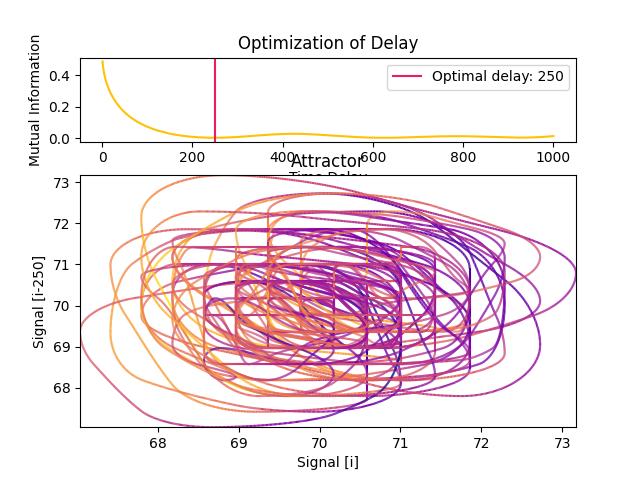 Optimization of Delay
Mutual Information
0.4
0.2
0.0
Optimal delay: 250
0 200 400 600 800 1000
Time Delay
Attractor
Signal [i-250]
73
72
71
70
69
68
68 69 70 71 72 73
Signal [i]